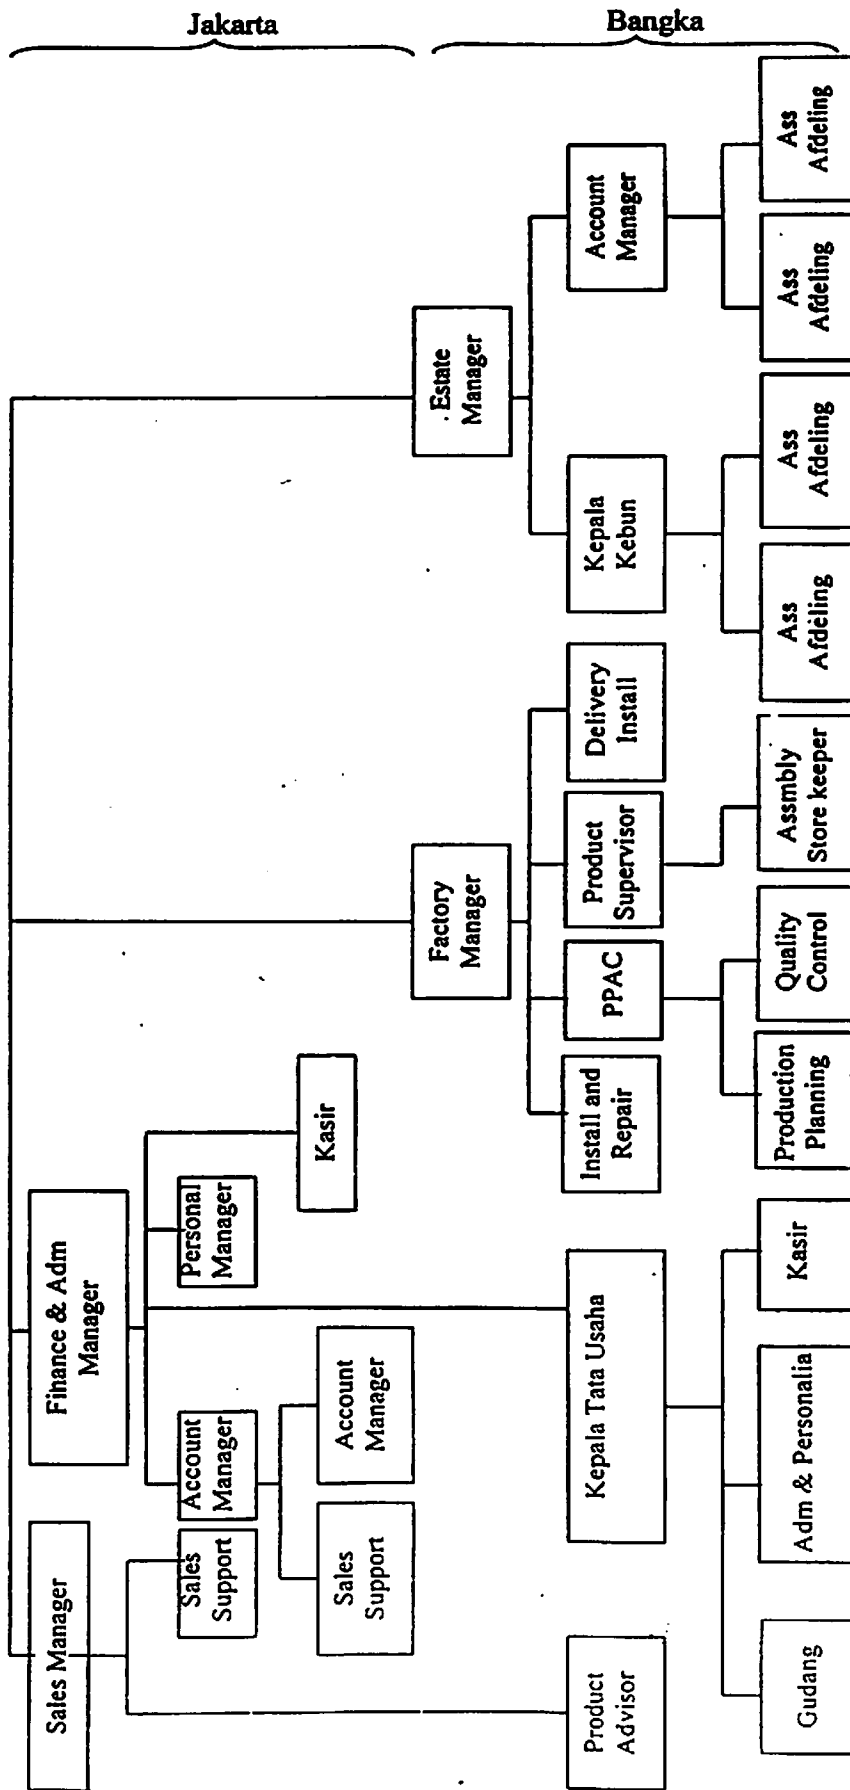 Jakarta
Bangka
Sales Manager
Finance & Adm
Manager
Sales
Support
Account
Manager
Personal
Manager
Sales
Support
Account
Manager
Kasir
Factory
Manager
Estate
Manager
Product
Advisor
Kepala Tata Usaha
Install and
Repair
PPAC
Product
Supervisor
Delivery
Install
Kepala
Kebun
Account
Manager
Gudang
Adm & Personalia
Kasir
Production
Planning
Quality
Control
Assmbly
Store keeper
Ass
Afdeling
Ass
Afdeling
Ass
Afdeling
Ass
Afdeling